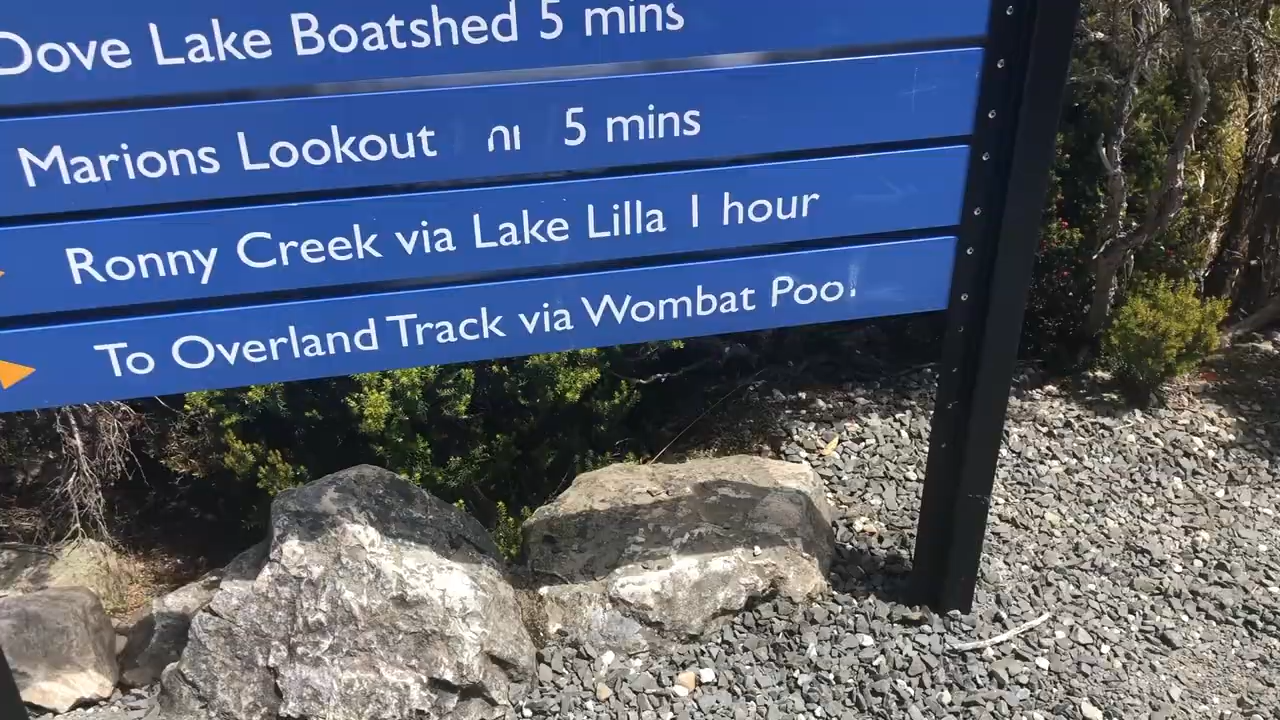 Dove Lake Boatshed 5 mins
Marions Lookout 5 mins
Ronny Creek via Lake Lilla 1 hour
To Overland Track via Wombat Poo